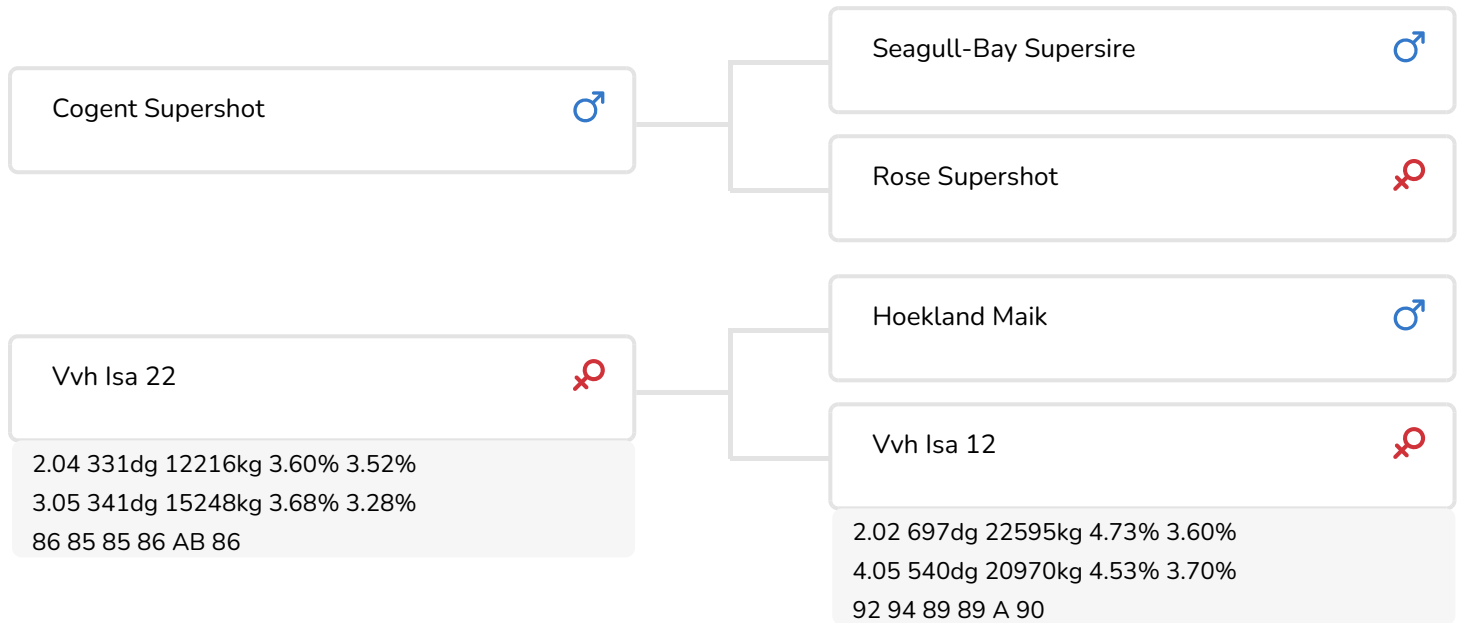 Cogent Supershot
Seagull-Bay Supersire
Rose Supershot
Vvh Isa 22
2.04 331dg 12216kg 3.60% 3.52%
3.05 341dg 15248kg 3.68% 3.28%
86 85 85 86 AB 86
Hoekland Maik
Vvh Isa 12
2.02 697dg 22595kg 4.73% 3.60%
4.05 540dg 20970kg 4.53% 3.70%
92 94 89 89 A 90